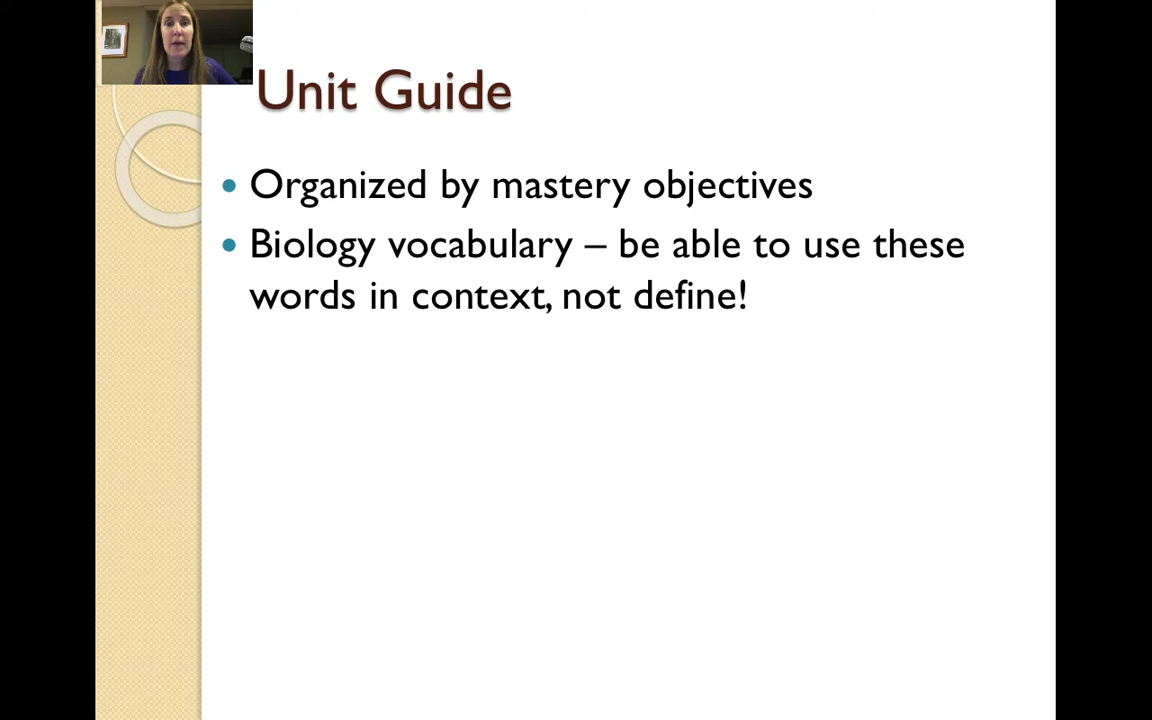 Unit Guide
• Organized by mastery objectives
• Biology vocabulary – be able to use these
words in context, not define!